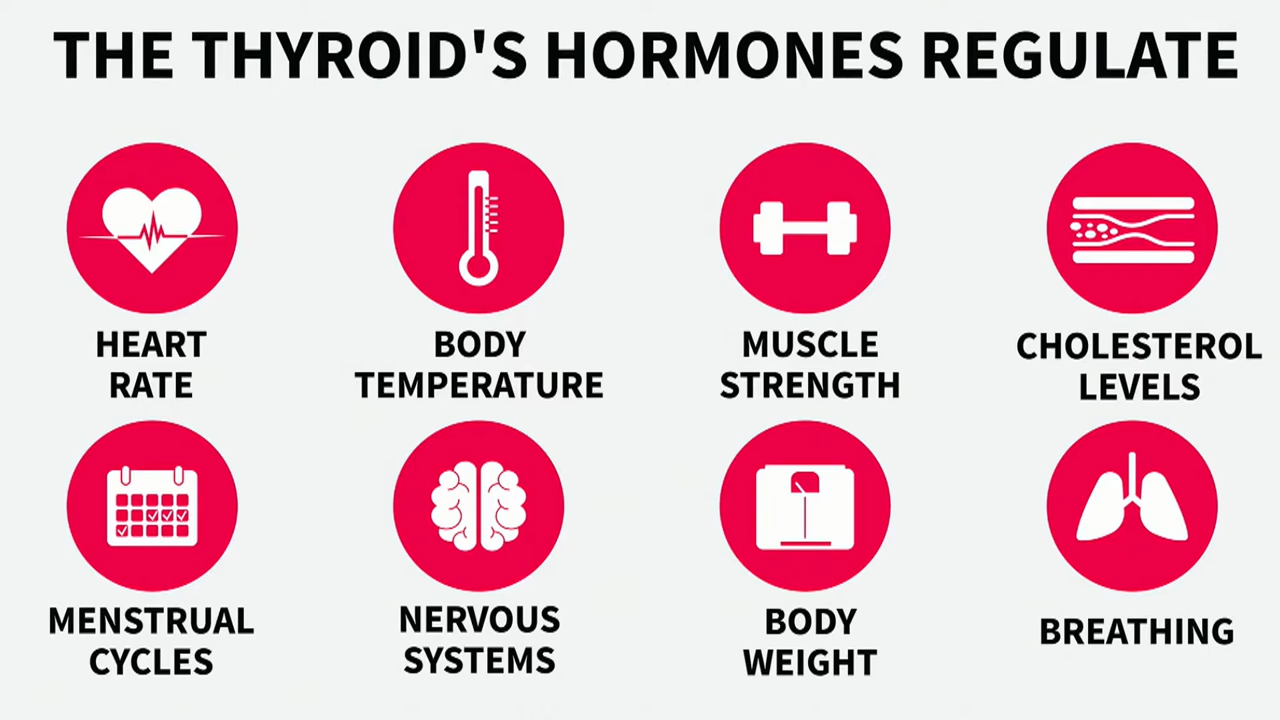 THE THYROID'S HORMONES REGULATE
HEART
RATE
BODY
TEMPERATURE
MUSCLE
STRENGTH
CHOLESTEROL
LEVELS
MENSTRUAL
CYCLES
NERVOUS
SYSTEMS
BODY
WEIGHT
BREATHING